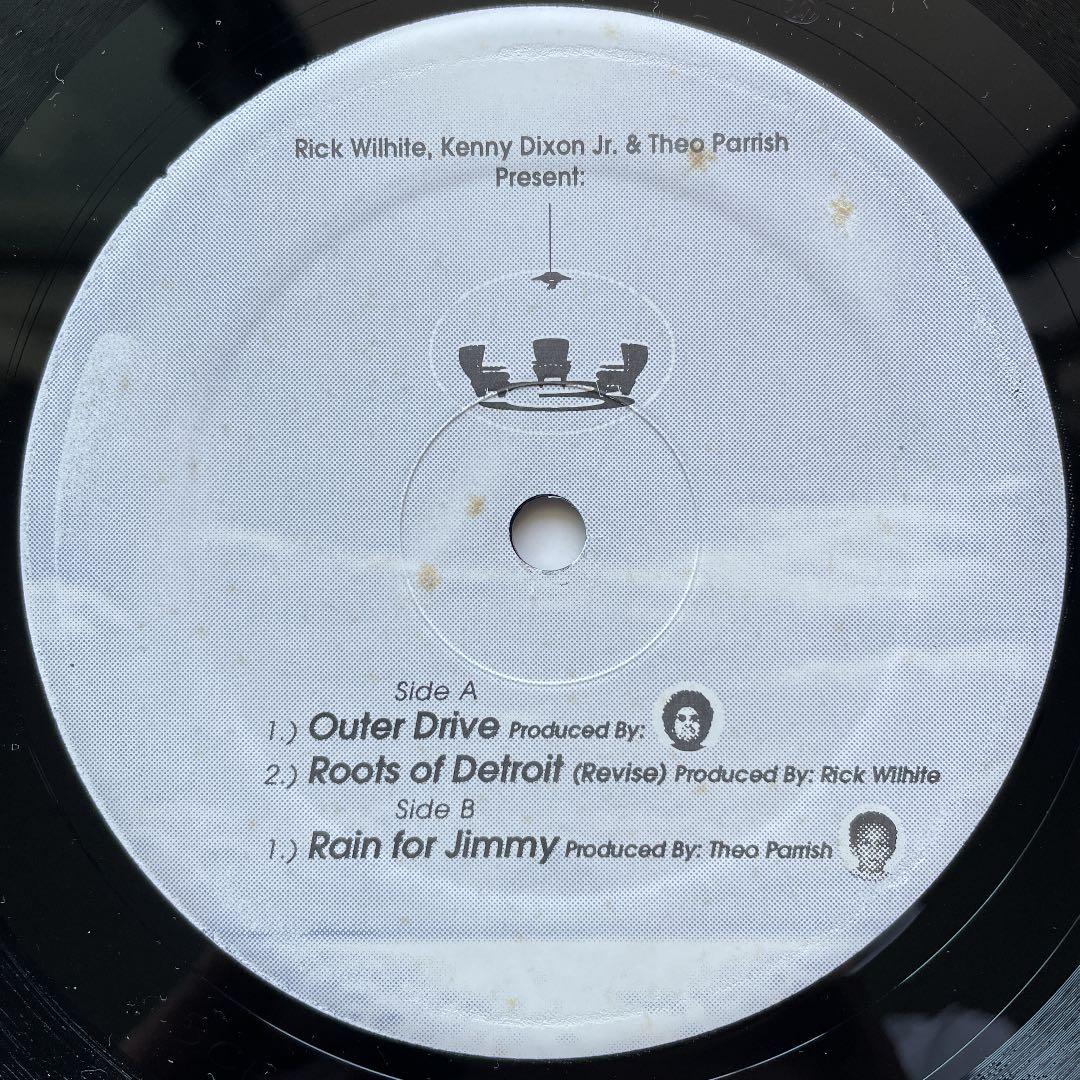 Rick Wilhite, Kenny Dixon Jr. & Theo Parrish
Present:
Side A
1.) Outer Drive Produced By:
2.) Roots of Detroit (Revise) Produced By: Rick Wilhite
Side B
1.) Rain for Jimmy Produced By: Theo Parrish